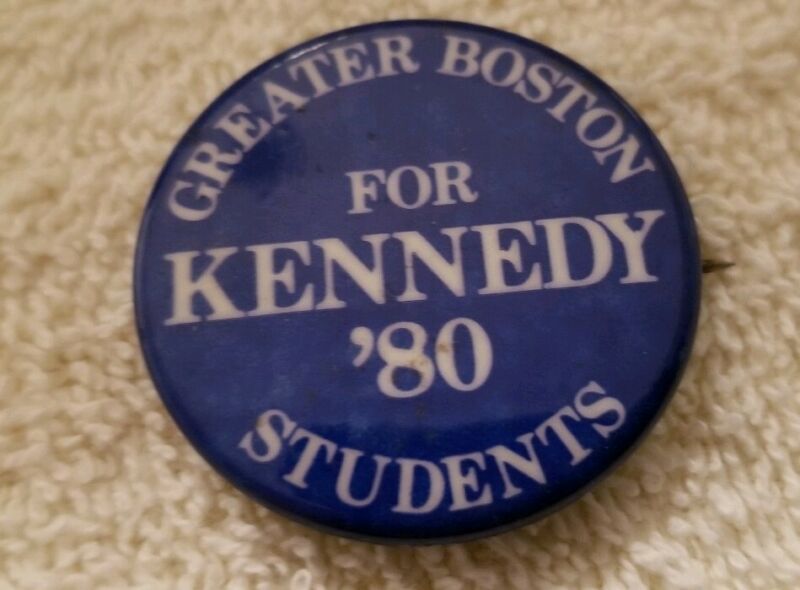 GREATER BOSTON
FOR
KENNEDY
'80
STUDENTS